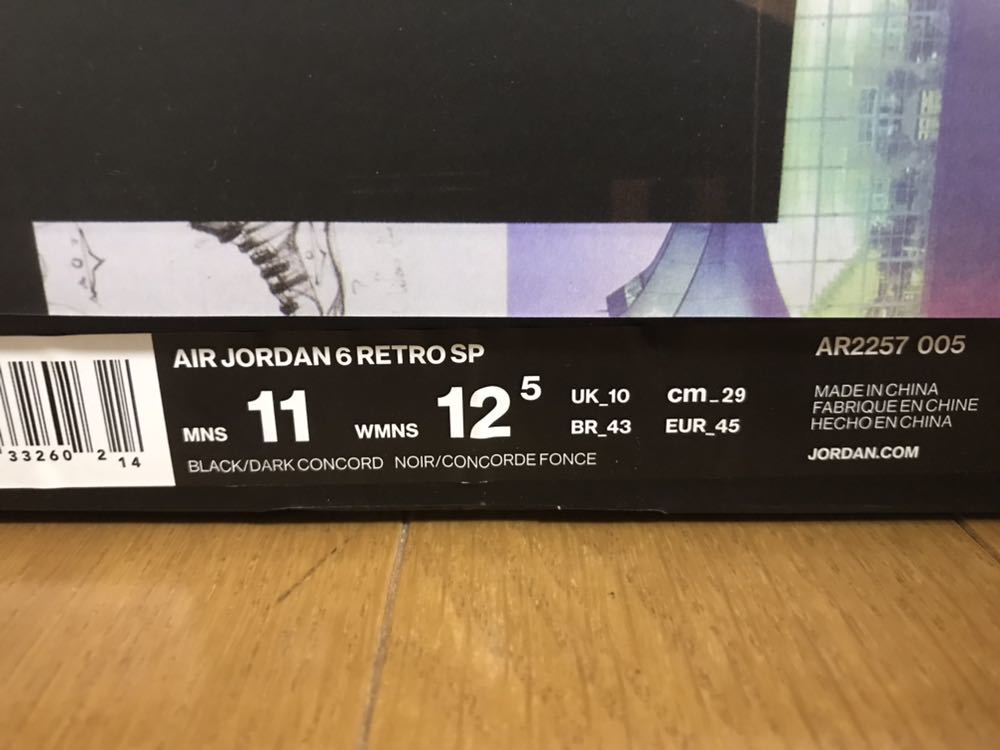 AIR JORDAN 6 RETRO SP
AR2257 005
MNS 11 WMNS 12 5
UK_10 cm_29
BR_43 EUR_45
BLACK/DARK CONCORD NOIR/CONCORDE FONCE
MADE IN CHINA
FABRIQUE EN CHINE
HECHO EN CHINA
JORDAN.COM
33260 2 14